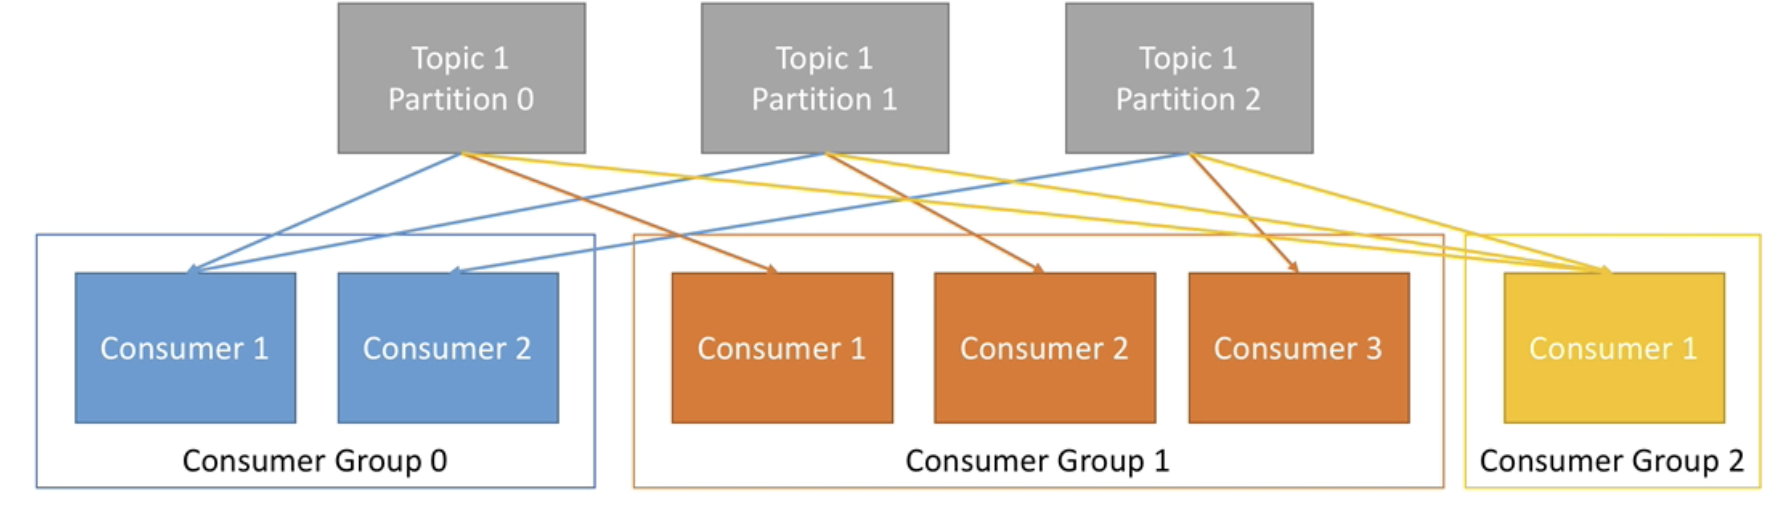 Topic 1
Partition 0
Topic 1
Partition 1
Topic 1
Partition 2
Consumer 1
Consumer 2
Consumer Group 0
Consumer 1
Consumer 2
Consumer 3
Consumer Group 1
Consumer 1
Consumer Group 2